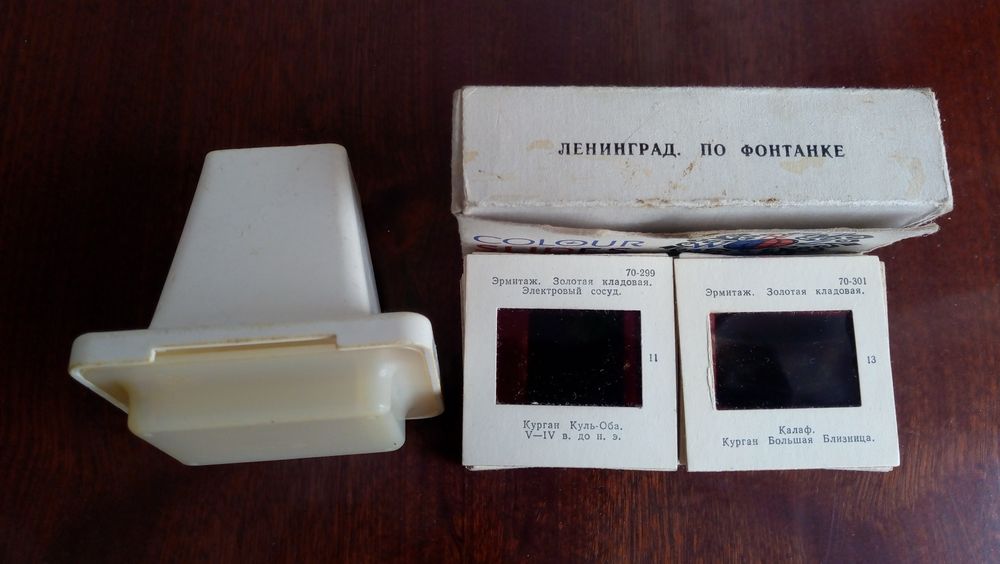 ЛЕНИНГРАД. ПО ФОНТАНКЕ
COLOUR
70-299
Эрмитаж. Золотая кладовая.
Электровый сосуд.
11
Курган Куль-Оба.
V—IV в. до н. э.
70-301
Эрмитаж. Золотая кладовая.
13
Калаф.
Курган Большая Близница.